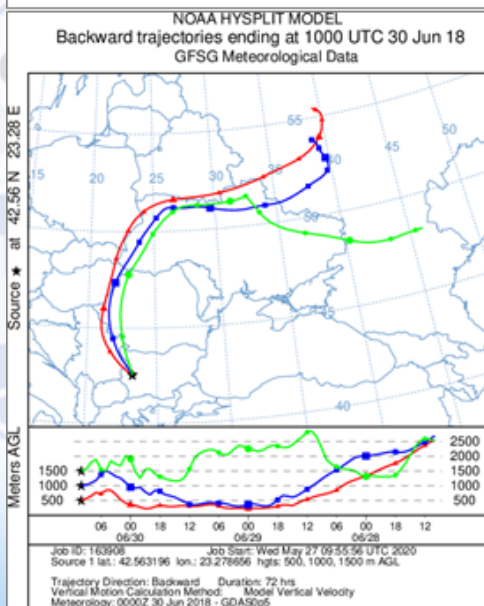 NOAA HYSPLIT MODEL
Backward trajectories ending at 1000 UTC 30 Jun 18
GFSG Meteorological Data
Source ★ at 42.56 N 23.28 E
55
50
15
20
25
30
35
40
45
50
40
Meters AGL
1500
1000
500
2500
2000
1500
1000
500
06 00 18 12 06 00 18 12 06 00 18 12
06/30 06/29 06/28
Job ID: 163908 Job Start: Wed May 27 09:55:56 UTC 2020
Source 1 lat.: 42.563196 lon.: 23.278656 hgts: 500, 1000, 1500 m AGL
Trajectory Direction: Backward Duration: 72 hrs
Vertical Motion Calculation Method: Model Vertical Velocity
Meteorology: 0000Z 30 Jun 2018 - GDAS0p5